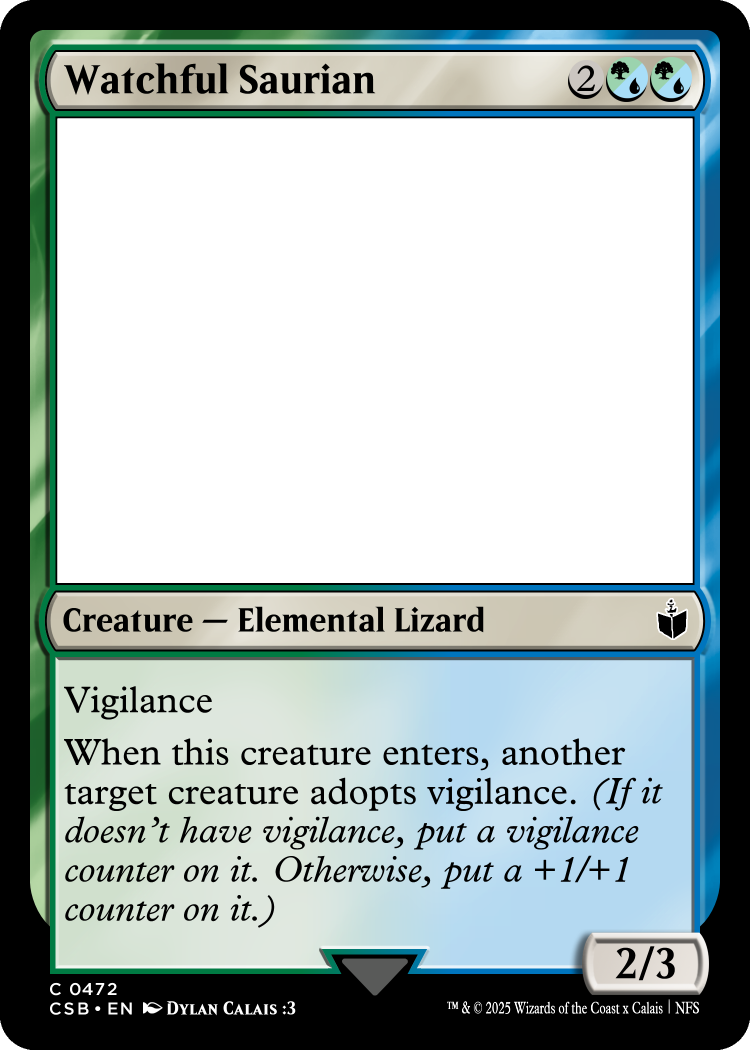 Watchful Saurian 2
Creature — Elemental Lizard
Vigilance
When this creature enters, another
target creature adopts vigilance. (If it
doesn't have vigilance, put a vigilance
counter on it. Otherwise, put a +1/+1
counter on it.)
2/3
C 0472
CSB • EN Dylan Calais :3
™ & © 2025 Wizards of the Coast x Calais | NFS